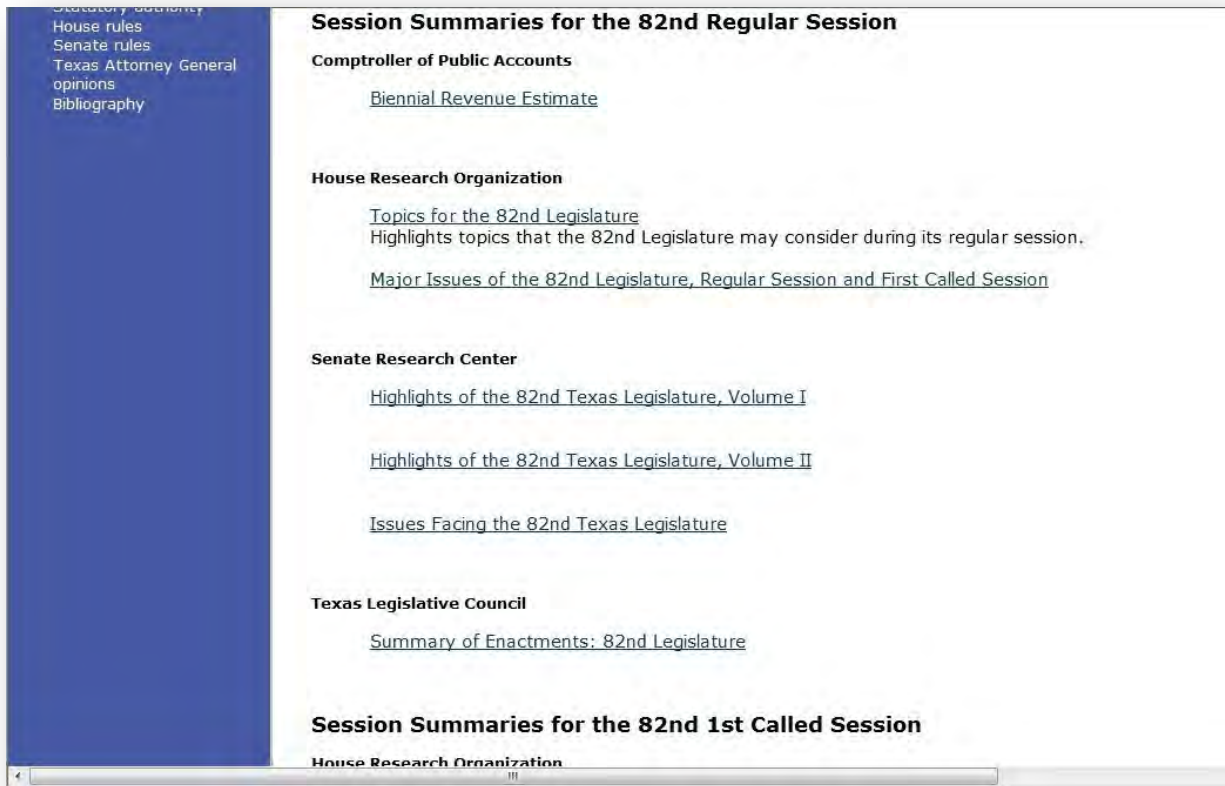 Statutory authority
House rules
Senate rules
Texas Attorney General
opinions
Bibliography
Session Summaries for the 82nd Regular Session
Comptroller of Public Accounts
Biennial Revenue Estimate
House Research Organization
Topics for the 82nd Legislature
Highlights topics that the 82nd Legislature may consider during its regular session.
Major Issues of the 82nd Legislature, Regular Session and First Called Session
Senate Research Center
Highlights of the 82nd Texas Legislature, Volume I
Highlights of the 82nd Texas Legislature, Volume II
Issues Facing the 82nd Texas Legislature
Texas Legislative Council
Summary of Enactments: 82nd Legislature
Session Summaries for the 82nd 1st Called Session
House Research Organization